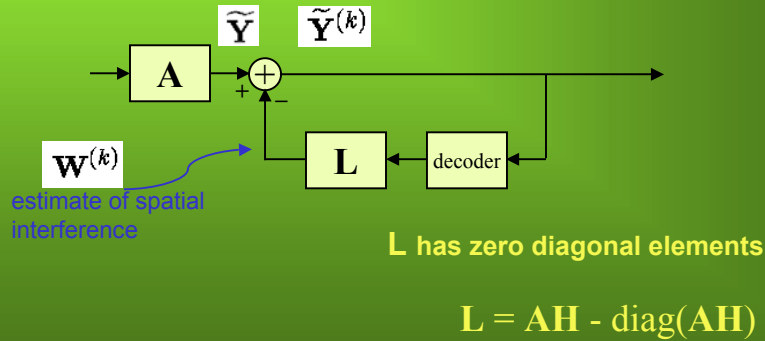 Ỹ Ỹ^(k)
A + + −
W^(k) L decoder
estimate of spatial
interference
L has zero diagonal elements
L = AH - diag(AH)